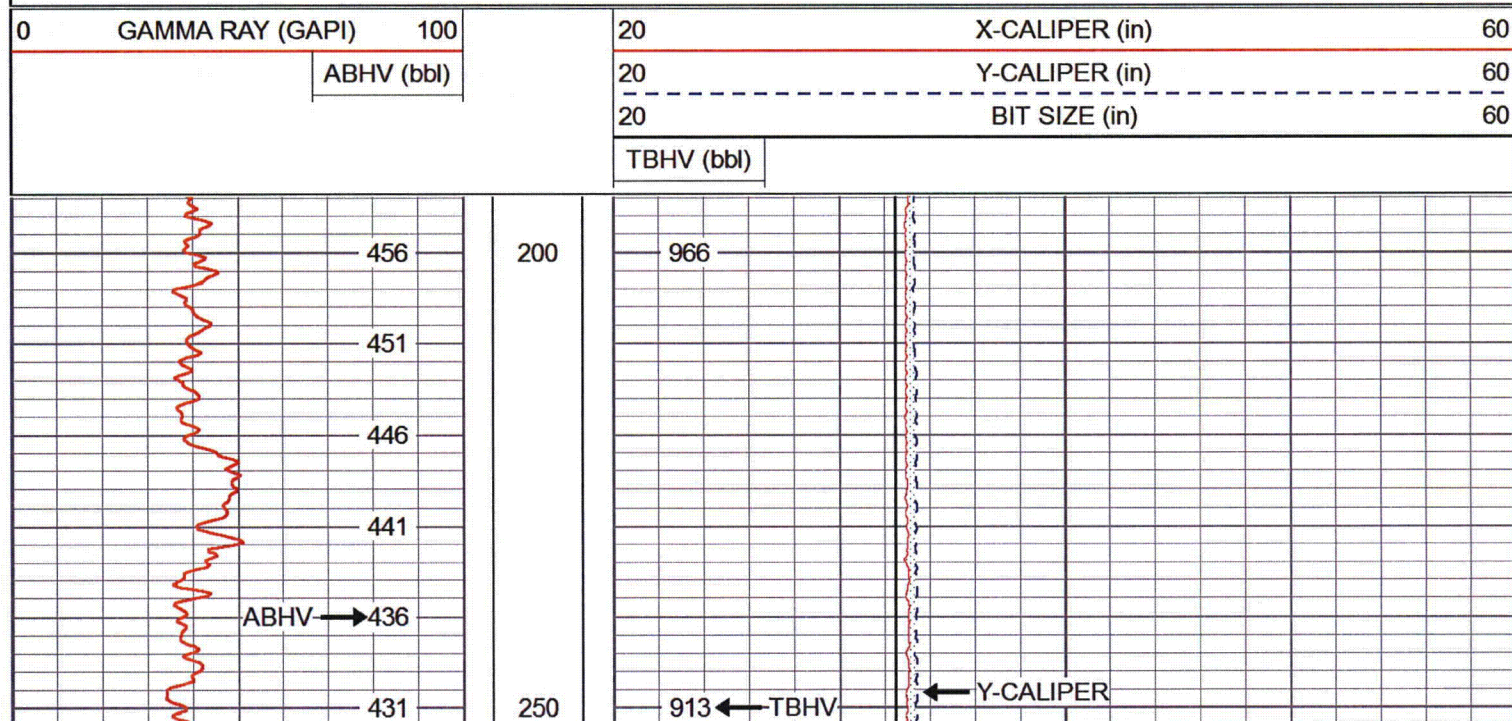 0 GAMMA RAY (GAPI) 100
ABHV (bbl)
20 X-CALIPER (in) 60
20 Y-CALIPER (in) 60
20 BIT SIZE (in) 60
TBHV (bbl)
456 200 966
451
446
441
ABHV 436
Y-CALIPER
431 250 913 TBHV